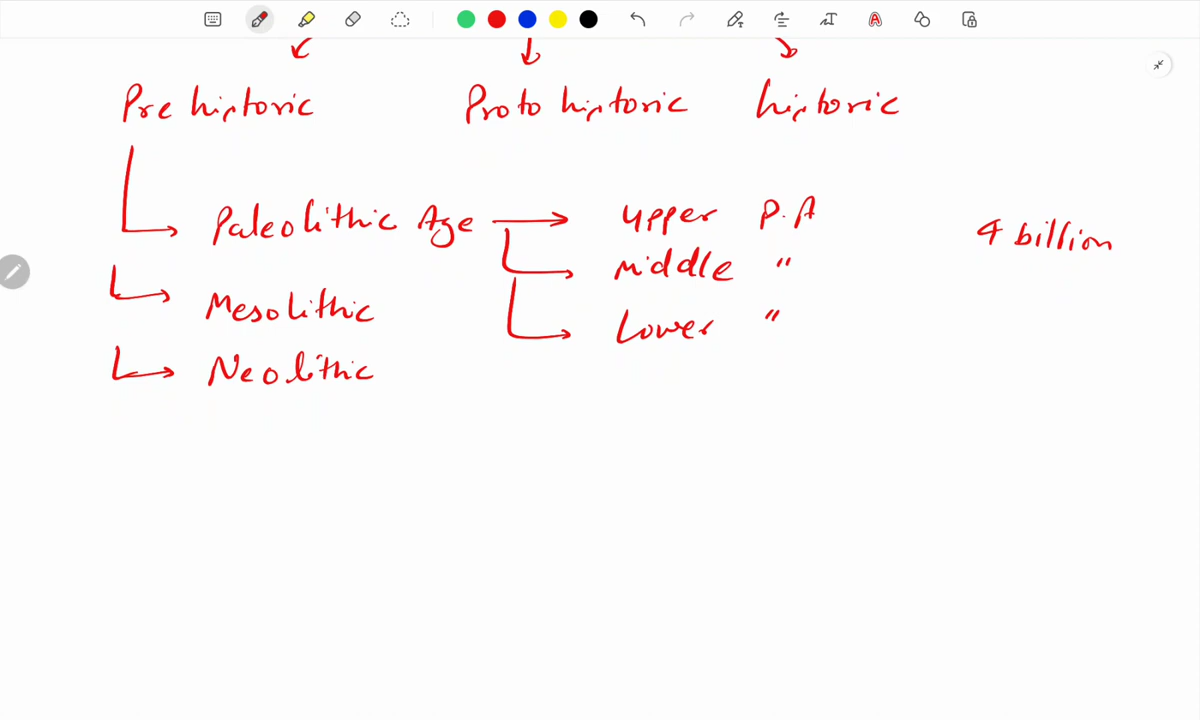 Pre historic Proto historic historic
Paleolithic Age Upper P.A
4 billion
Middle "
Mesolithic
Lower "
Neolithic